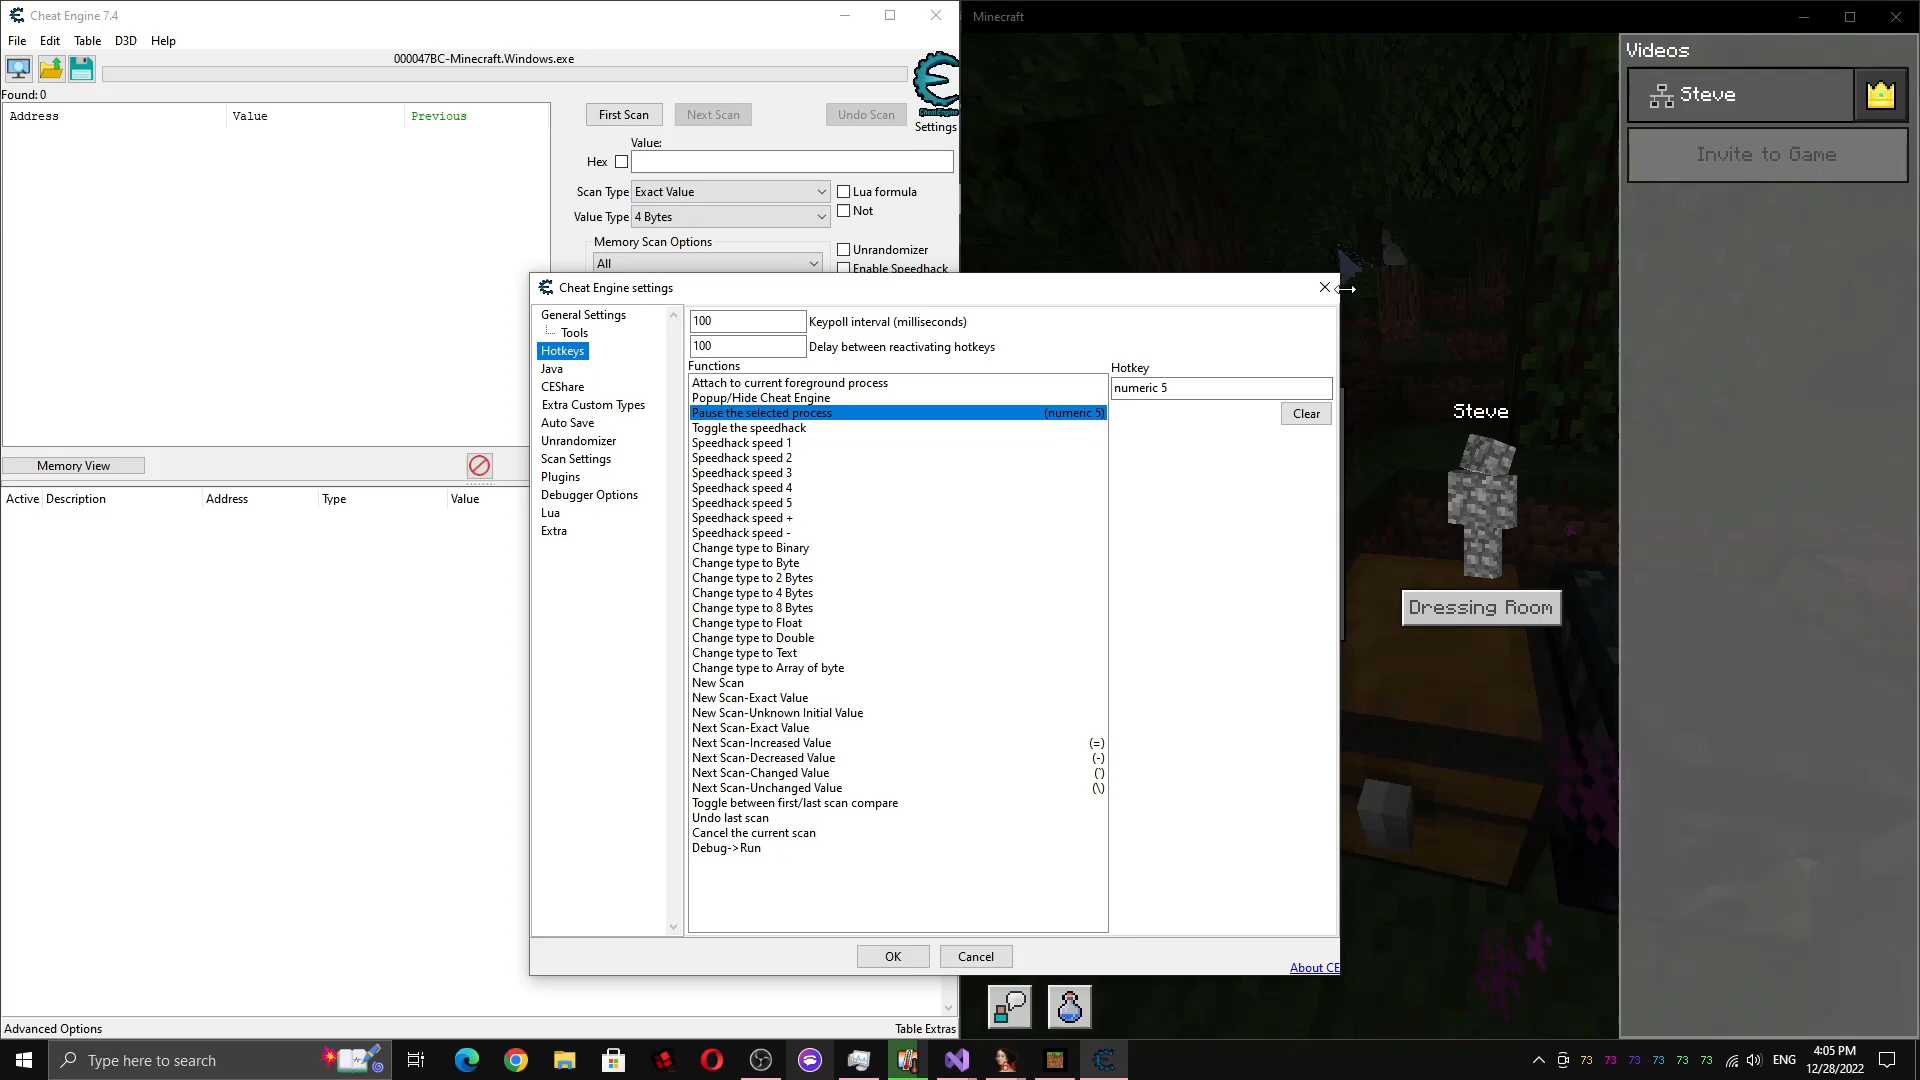 Cheat Engine 7.4
File Edit Table D3D Help
000047BC-Minecraft.Windows.exe
Found: 0
Address Value Previous
First Scan Next Scan Undo Scan
Cheat Engine
Settings
Value:
Hex
Scan Type Exact Value Lua formula
Not
Value Type 4 Bytes
Memory Scan Options
All
Unrandomizer
Enable Speedhack
Memory View
Active Description Address Type Value
Advanced Options Table Extras
Cheat Engine settings
General Settings
Tools
Hotkeys
Java
CEShare
Extra Custom Types
Auto Save
Unrandomizer
Scan Settings
Plugins
Debugger Options
Lua
Extra
100 Keypoll interval (milliseconds)
100 Delay between reactivating hotkeys
Functions
Attach to current foreground process
Popup/Hide Cheat Engine
Pause the selected process (numeric 5)
Toggle the speedhack
Speedhack speed 1
Speedhack speed 2
Speedhack speed 3
Speedhack speed 4
Speedhack speed 5
Speedhack speed +
Speedhack speed -
Change type to Binary
Change type to Byte
Change type to 2 Bytes
Change type to 4 Bytes
Change type to 8 Bytes
Change type to Float
Change type to Double
Change type to Text
Change type to Array of byte
New Scan
New Scan-Exact Value
New Scan-Unknown Initial Value
Next Scan-Exact Value
Next Scan-Increased Value (=)
Next Scan-Decreased Value (-)
Next Scan-Changed Value (`)
Next Scan-Unchanged Value (\)
Toggle between first/last scan compare
Undo last scan
Cancel the current scan
Debug->Run
Hotkey
numeric 5
Clear
OK Cancel
About CE
Minecraft
Videos
Steve
Invite to Game
Steve
Dressing Room
Type here to search
73 73 73 73 73 73
ENG
4:05 PM
12/28/2022